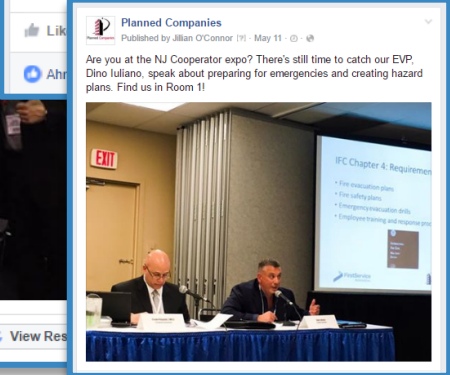 Lik
Ahr
View Res
Planned Companies
Published by Jillian O'Connor [?] · May 11 ·
Are you at the NJ Cooperator expo? There's still time to catch our EVP,
Dino Iuliano, speak about preparing for emergencies and creating hazard
plans. Find us in Room 1!
EXIT
IFC Chapter 4: Requiremen
• Fire evacuation plans
• Fire safety plans
• Emergency evacuation drills
• Employee training and response proc
FirstService